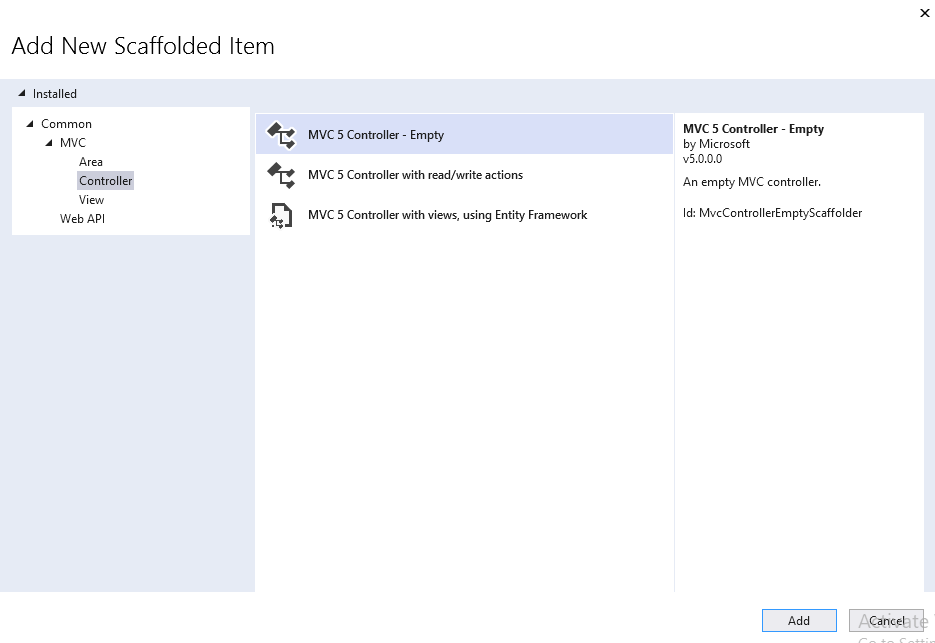 Add New Scaffolded Item
Installed
Common
MVC
Area
Controller
View
Web API
MVC 5 Controller - Empty
MVC 5 Controller with read/write actions
MVC 5 Controller with views, using Entity Framework
MVC 5 Controller - Empty
by Microsoft
v5.0.0.0
An empty MVC controller.
Id: MvcControllerEmptyScaffolder
Add
Cancel
Activate
Go to